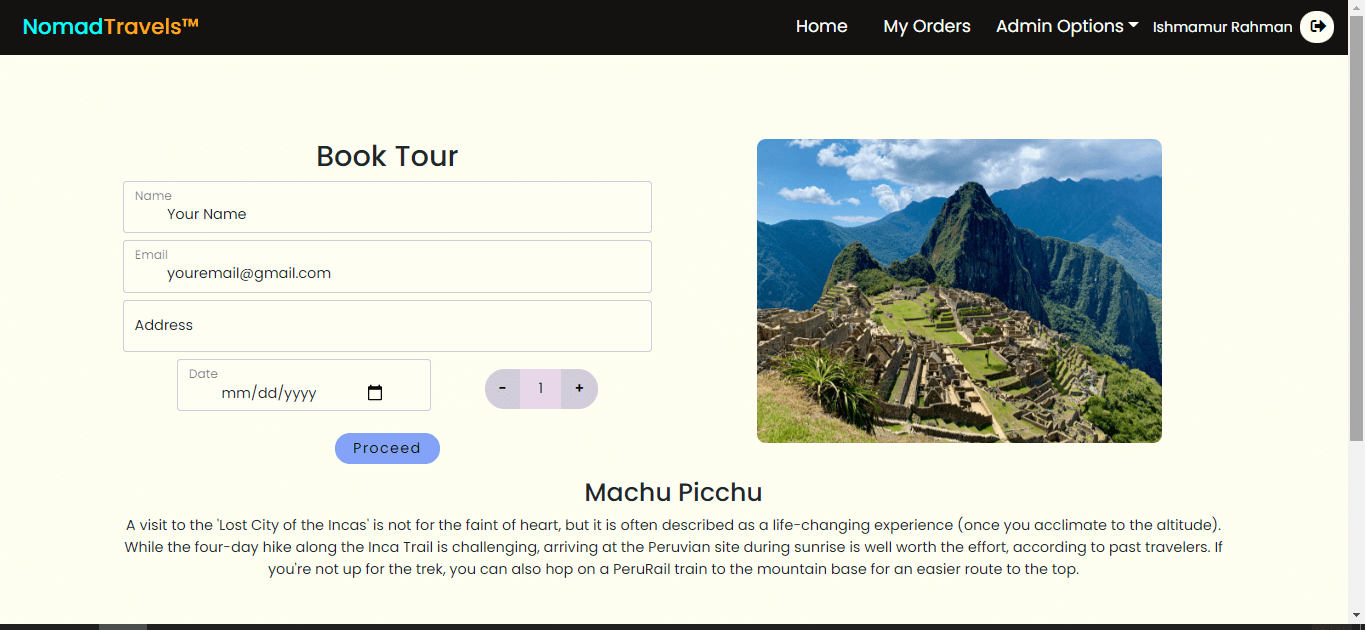 NomadTravels™ Home My Orders Admin Options Ishmamur Rahman
Book Tour
Name
Your Name
Email
youremail@gmail.com
Address
Date
mm/dd/yyyy
- 1 +
Proceed
Machu Picchu
A visit to the 'Lost City of the Incas' is not for the faint of heart, but it is often described as a life-changing experience (once you acclimate to the altitude).
While the four-day hike along the Inca Trail is challenging, arriving at the Peruvian site during sunrise is well worth the effort, according to past travelers. If
you're not up for the trek, you can also hop on a PeruRail train to the mountain base for an easier route to the top.